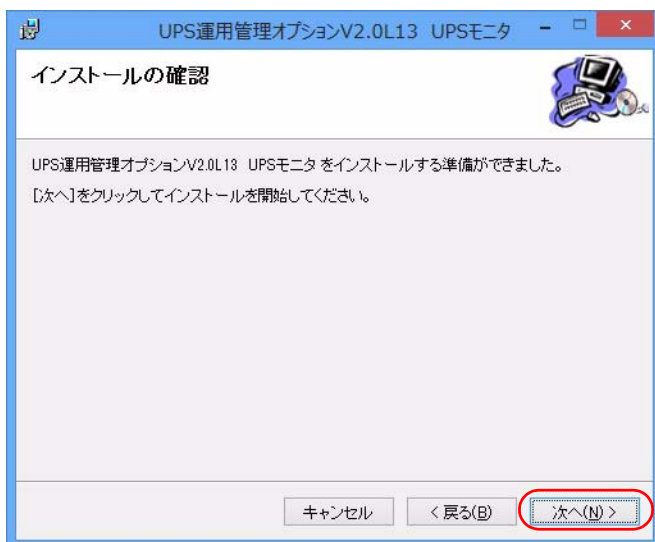 UPS運用管理オプションV2.0L13 UPSモニタ
インストールの確認
UPS運用管理オプションV2.0L13 UPSモニタ をインストールする準備ができました。
[次へ]をクリックしてインストールを開始してください。
キャンセル < 戻る(B) 次へ(N) >